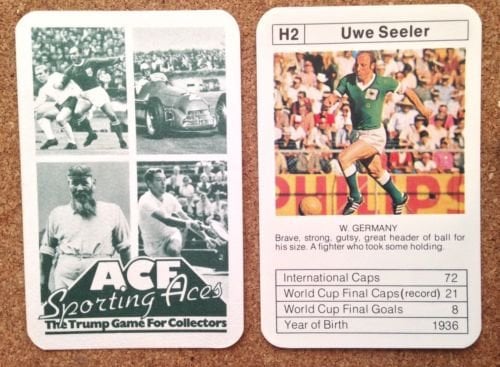 ACE
Sporting Aces
The Trump Game For Collectors
H2
Uwe Seeler
PHILIPS
W. GERMANY
Brave, strong, gutsy, great header of ball for
his size. A fighter who took some holding.
International Caps 72
World Cup Final Caps(record) 21
World Cup Final Goals 8
Year of Birth 1936